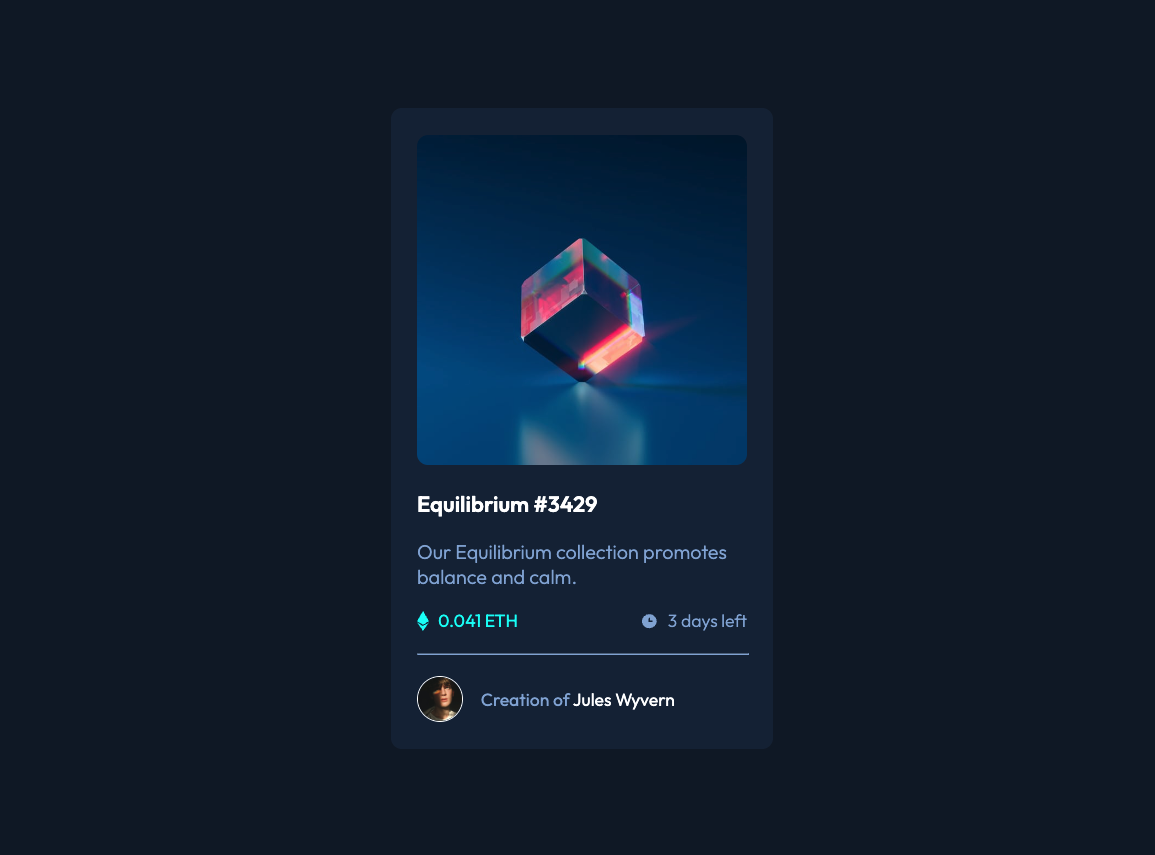 Equilibrium #3429
Our Equilibrium collection promotes
balance and calm.
0.041 ETH
3 days left
Creation of Jules Wyvern